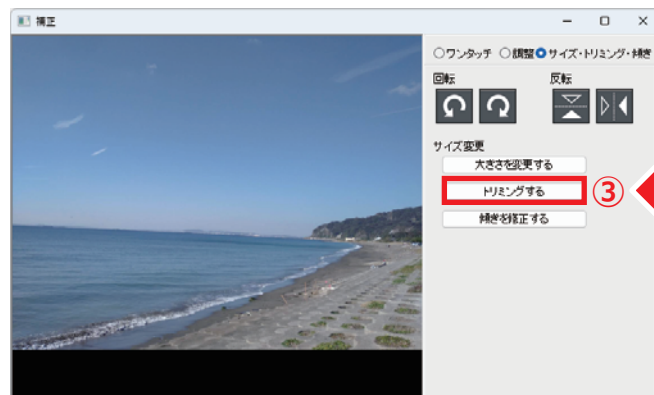 補正
ワンタッチ 調整 サイズ・トリミング・傾き
回転 反転
サイズ変更
大きさを変更する
トリミングする
③
傾きを修正する